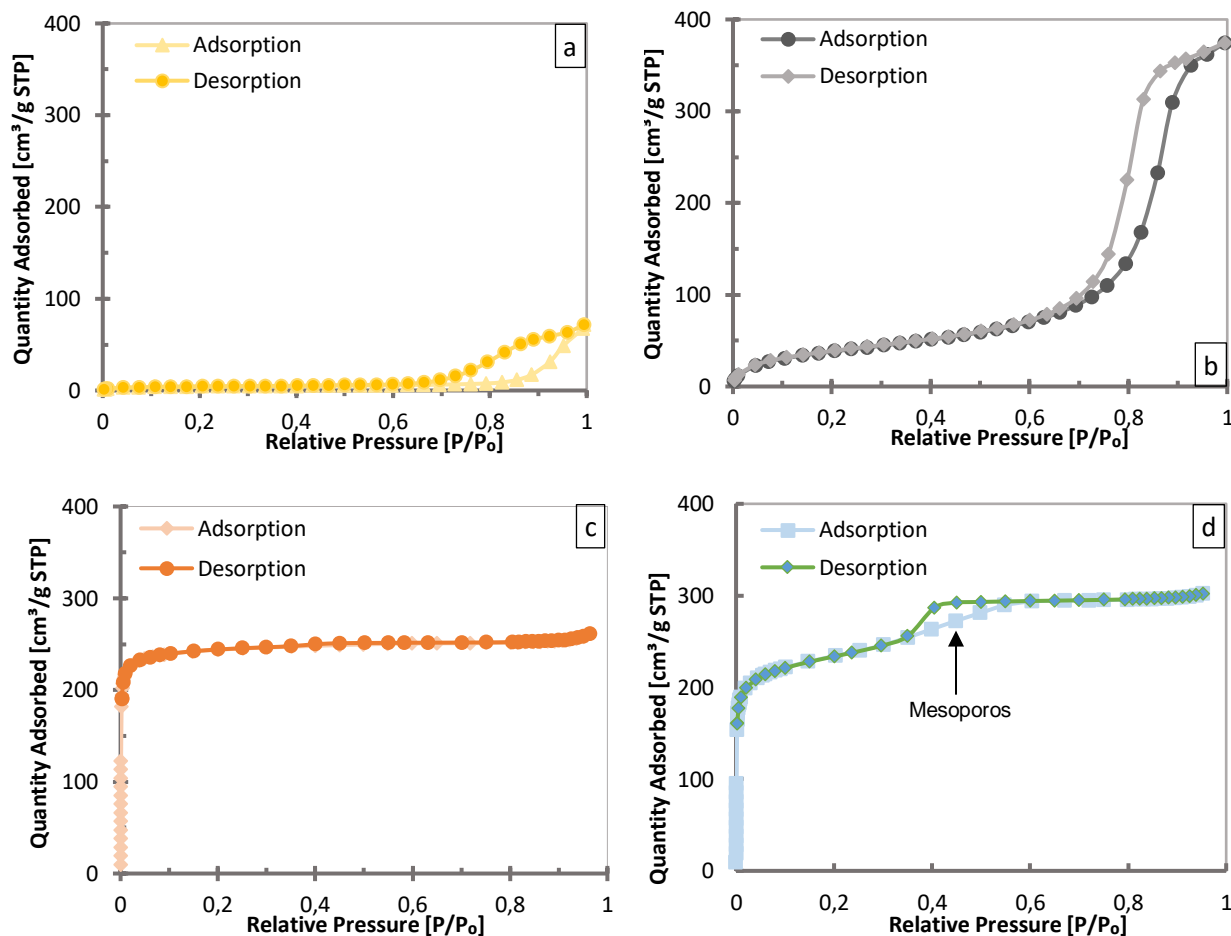 a
Adsorption
Desorption
Quantity Adsorbed [cm³/g STP]
400
300
200
100
0
0
0,2
0,4
0,6
0,8
1
Relative Pressure [P/P₀]
b
Adsorption
Desorption
Quantity Adsorbed [cm³/g STP]
400
300
200
100
0
0
0,2
0,4
0,6
0,8
1
Relative Pressure [P/P₀]
c
Adsorption
Desorption
Quantity Adsorbed [cm³/g STP]
400
300
200
100
0
0
0,2
0,4
0,6
0,8
1
Relative Pressure [P/P₀]
d
Adsorption
Desorption
Quantity Adsorbed [cm³/g STP]
400
300
200
100
0
Mesoporos
0
0,2
0,4
0,6
0,8
1
Relative Pressure [P/P₀]